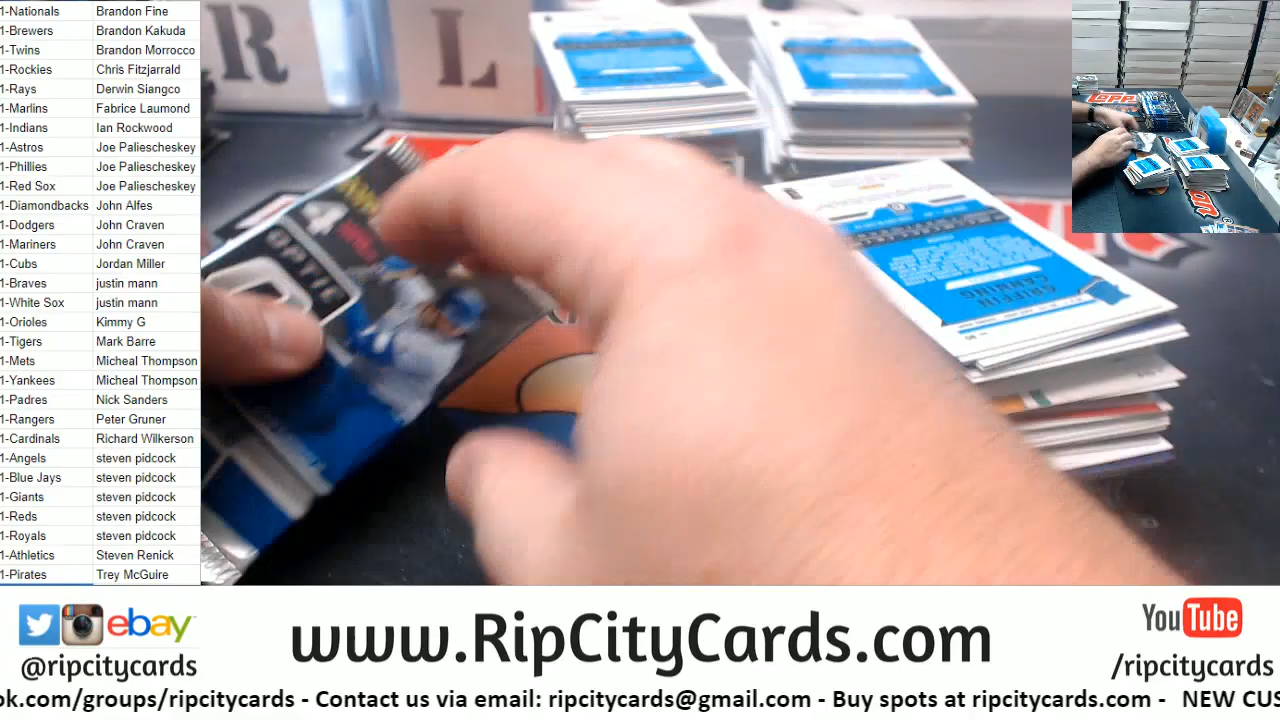 1-Nationals Brandon Fine
1-Brewers Brandon Kakuda
1-Twins Brandon Morrocco
1-Rockies Chris Fitzjarrald
1-Rays Derwin Siangco
1-Marlins Fabrice Laumond
1-Indians Ian Rockwood
1-Astros Joe Paliescheskey
1-Phillies Joe Paliescheskey
1-Red Sox Joe Paliescheskey
1-Diamondbacks John Alfes
1-Dodgers John Craven
1-Mariners John Craven
1-Cubs Jordan Miller
1-Braves justin mann
1-White Sox justin mann
1-Orioles Kimmy G
1-Tigers Mark Barre
1-Mets Micheal Thompson
1-Yankees Micheal Thompson
1-Padres Nick Sanders
1-Rangers Peter Gruner
1-Cardinals Richard Wilkerson
1-Angels steven pidcock
1-Blue Jays steven pidcock
1-Giants steven pidcock
1-Reds steven pidcock
1-Royals steven pidcock
1-Athletics Steven Renick
1-Pirates Trey McGuire
R L
OPTIC
4
GRIFFIN
CANNING
ebay
@ripcitycards
www.RipCityCards.com
YouTube
/ripcitycards
ok.com/groups/ripcitycards - Contact us via email: ripcitycards@gmail.com - Buy spots at ripcitycards.com - NEW CUS